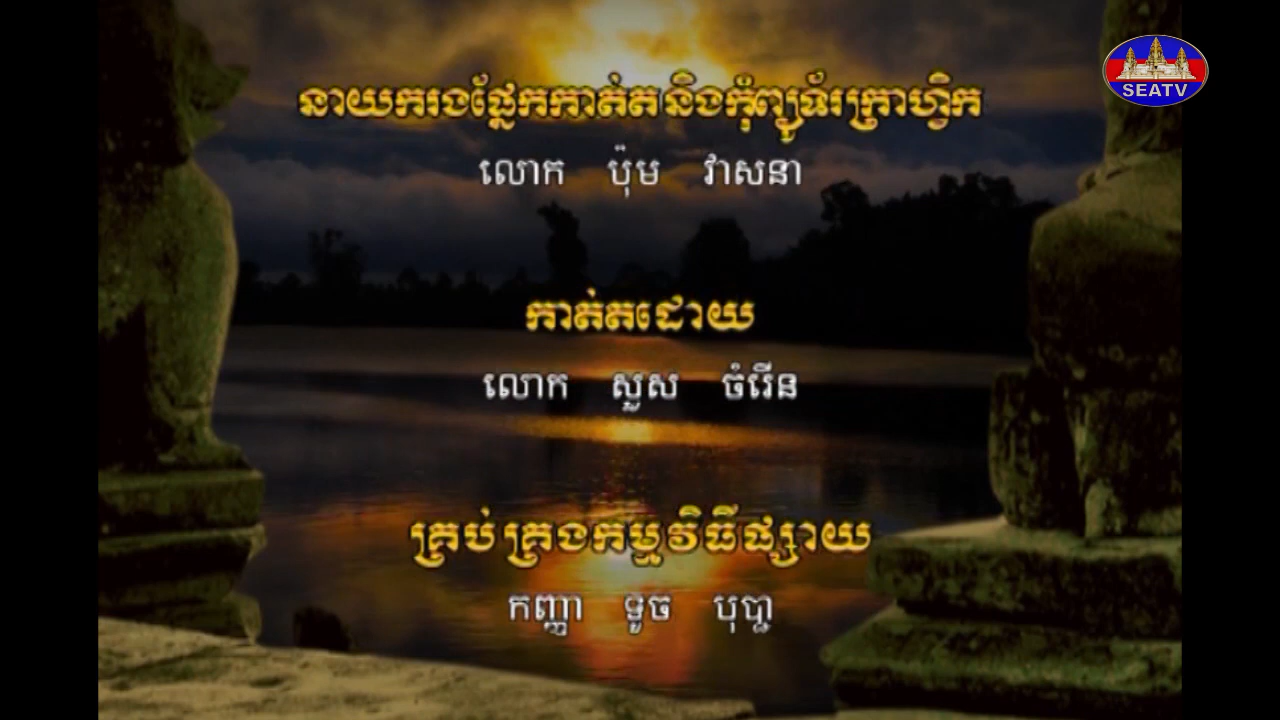 SEATV
នាយករងផ្នែកកាត់ត និងកុំព្យូទ័រក្រាហ្វិក
លោក ប៉ុម វាសនា
កាត់តដោយ
លោក សួស ចំរើន
គ្រប់គ្រងកម្មវិធីផ្សាយ
កញ្ញា ទូច បុប្ផា